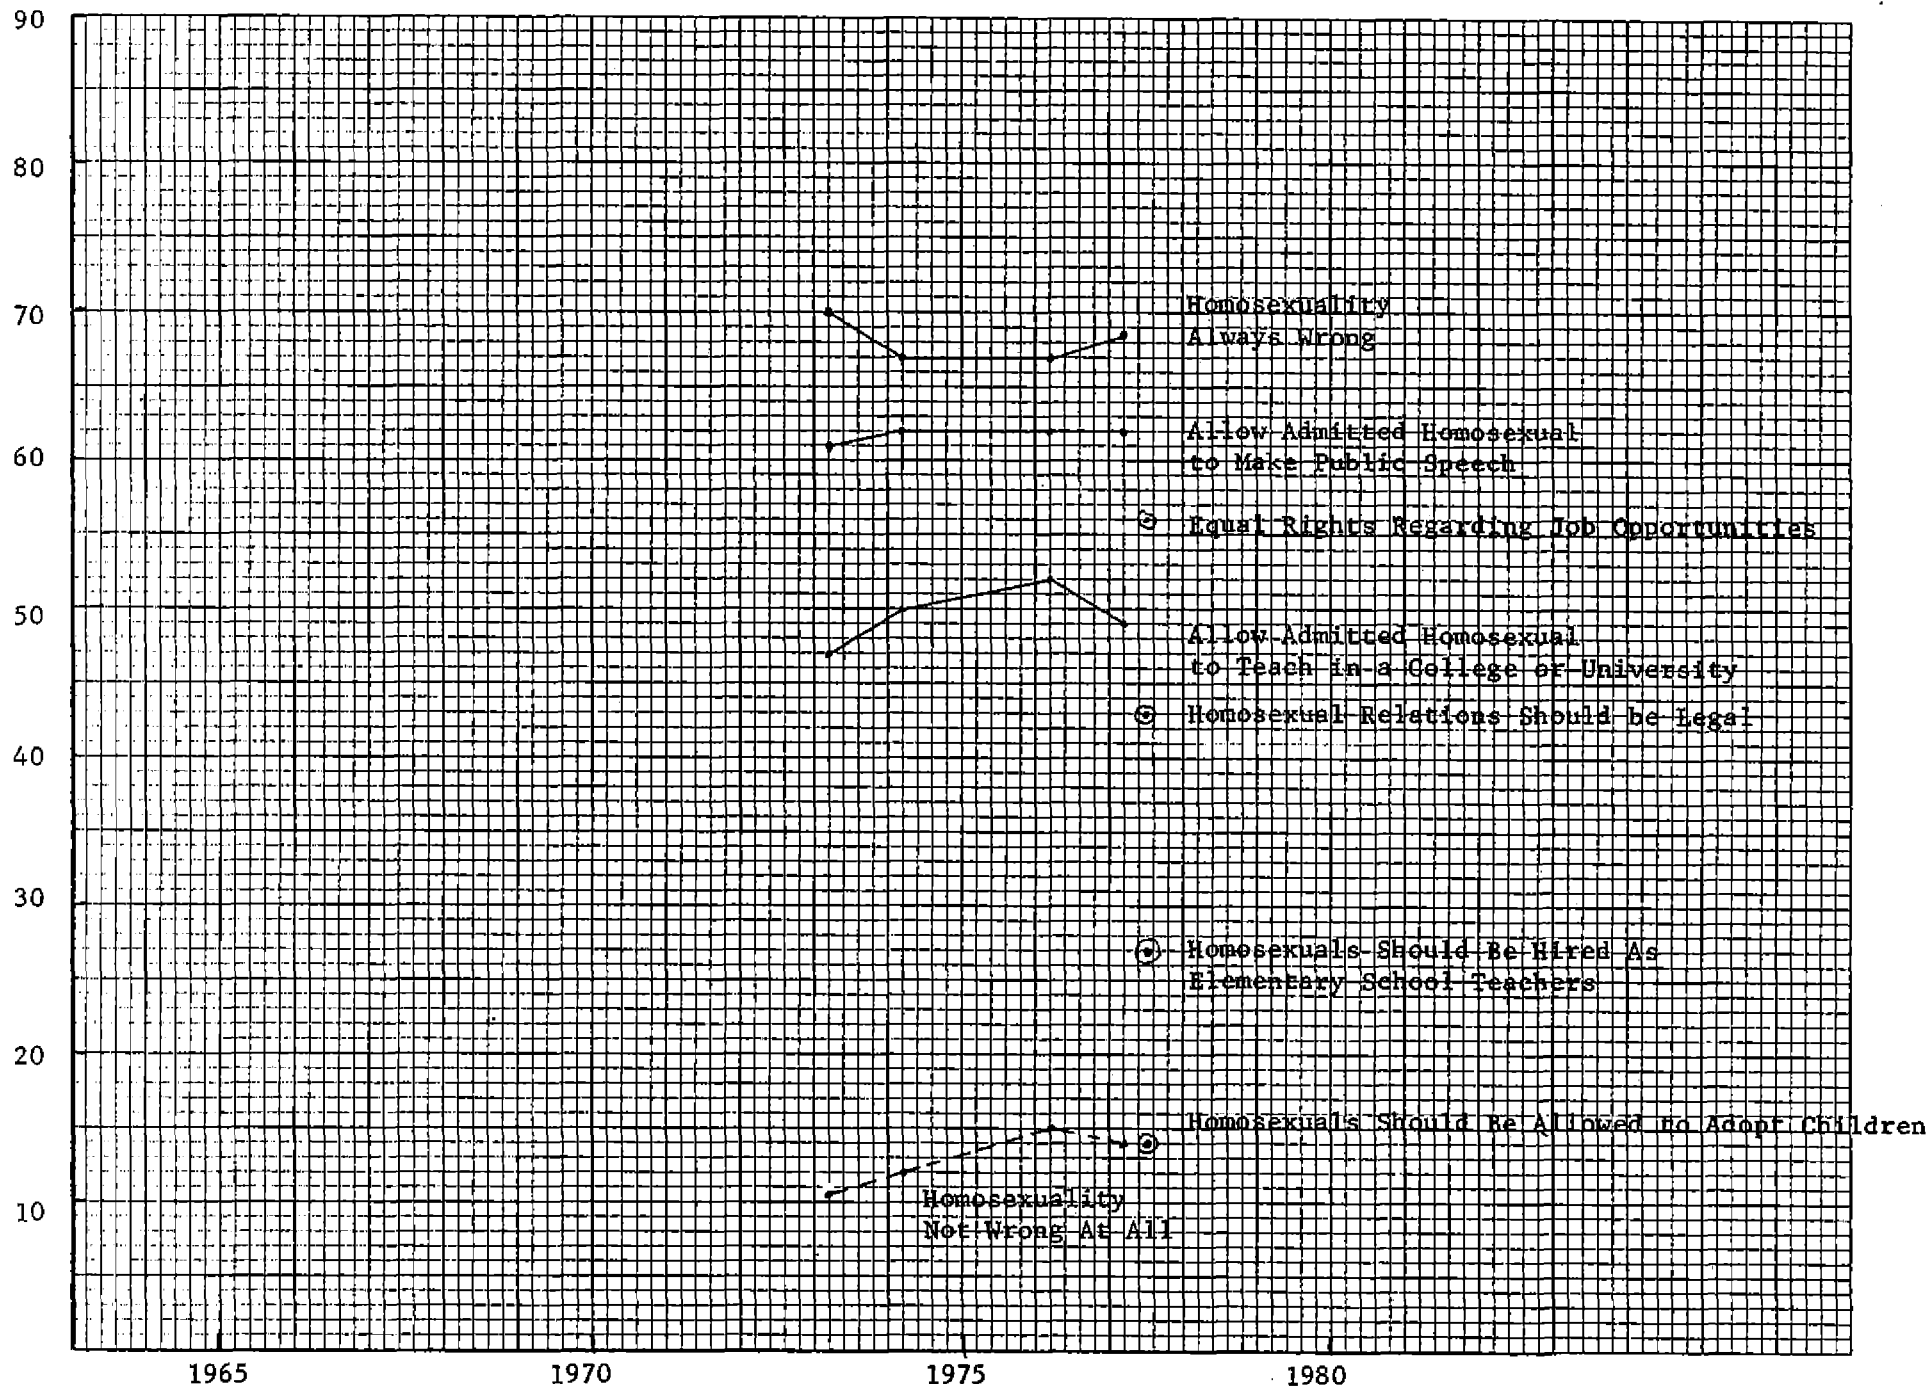 90
80
70
60
50
40
30
20
10
Homosexuality
Always Wrong
Allow Admitted Homosexual
to Make Public Speech
Equal Rights Regarding Job Opportunities
Allow Admitted Homosexual
to Teach in a College or University
Homosexual Relations Should be Legal
Homosexuals Should Be Hired As
Elementary School Teachers
Homosexuals Should Be Allowed to Adopt Children
Homosexuality
Not Wrong At All
1965 1970 1975 1980